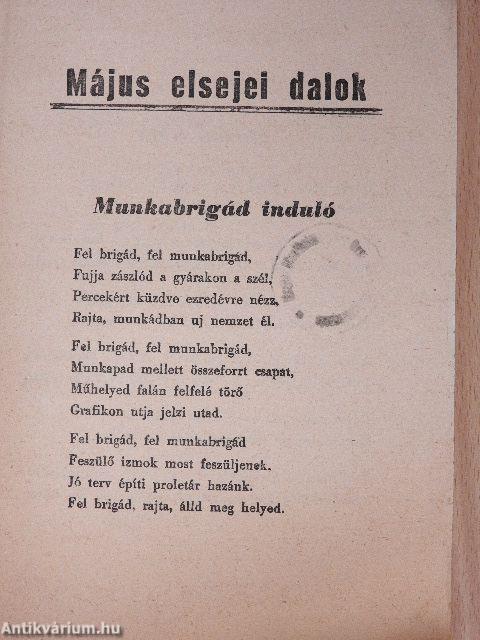 Május elsejei dalok
Munkabrigád induló
Fel brigád, fel munkabrigád,
Fujja zászlód a gyárakon a szél,
Percekért küzdve ezredévre nézz,
Rajta, munkádban uj nemzet él.
Fel brigád, fel munkabrigád,
Munkapad mellett összeforrt csapat,
Műhelyed falán felfelé törő
Grafikon utja jelzi utad.
Fel brigád, fel munkabrigád
Feszülő izmok most feszüljenek.
Jó terv épiti proletár hazánk.
Fel brigád, rajta, álld meg helyed.
Antikvárium.hu